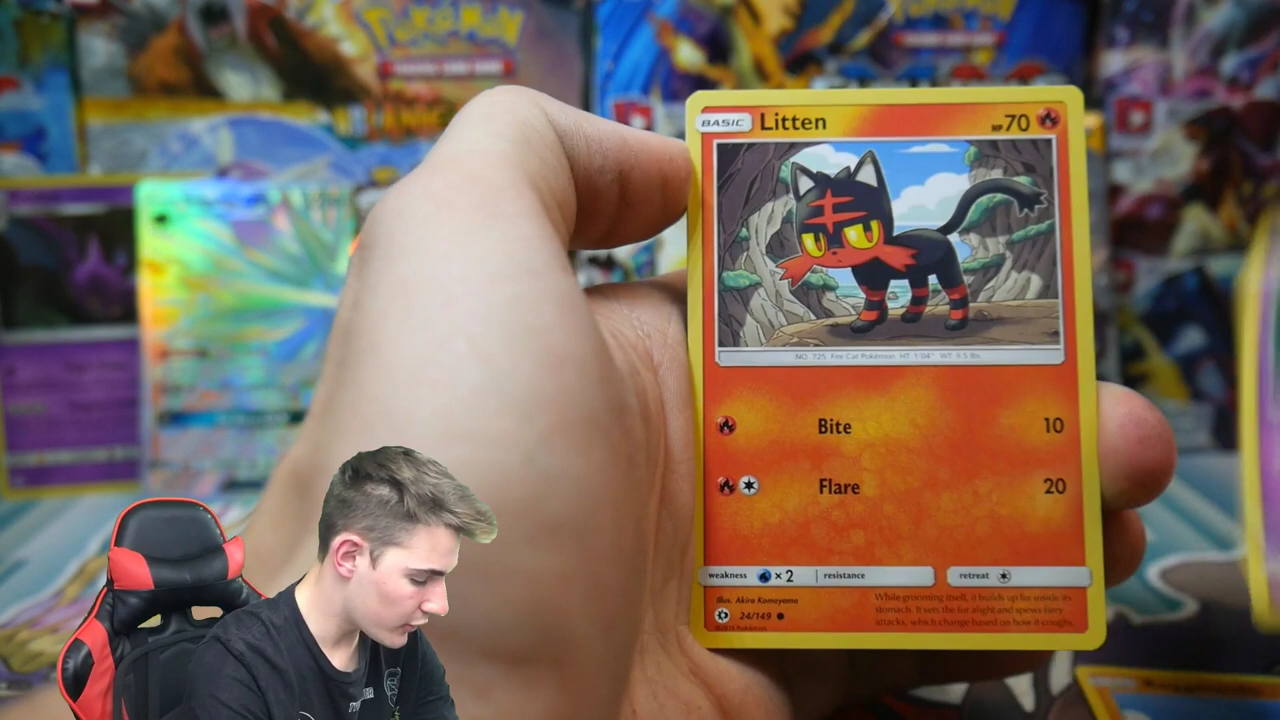 Pokémon
Pokémon
BASIC Litten HP70
NO. 725 Fire Cat Pokémon HT: 1'04" WT: 9.5 lbs.
Bite 10
Flare 20
weakness ×2 resistance retreat
Illus. Akira Komayama
24/149
While grooming itself, it builds up fur inside its
stomach. It sets the fur alight and spews fiery
attacks, which change based on how it coughs.